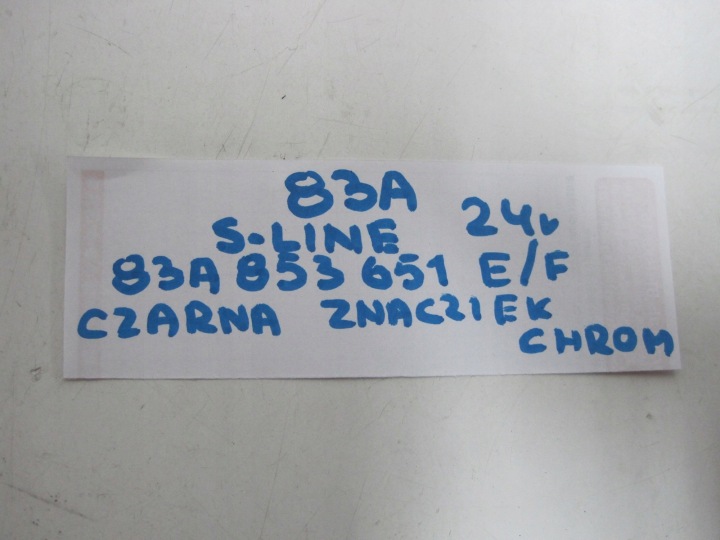 83A
24v
S-LINE
83A 853 651 E/F
CZARNA ZNACZIEK
CHROM